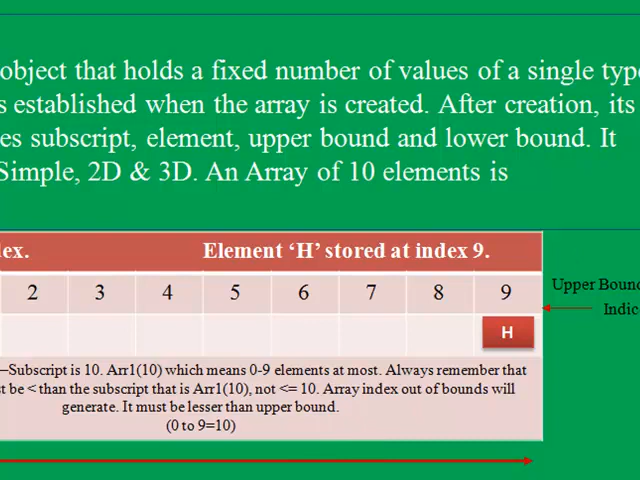 object that holds a fixed number of values of a single type
s established when the array is created. After creation, its
es subscript, element, upper bound and lower bound. It
Simple, 2D & 3D. An Array of 10 elements is
lex. Element ‘H’ stored at index 9.
2 3 4 5 6 7 8 9
Upper Bound
Indic
H
–Subscript is 10. Arr1(10) which means 0-9 elements at most. Always remember that
st be < than the subscript that is Arr1(10), not <= 10. Array index out of bounds will
generate. It must be lesser than upper bound.
(0 to 9=10)